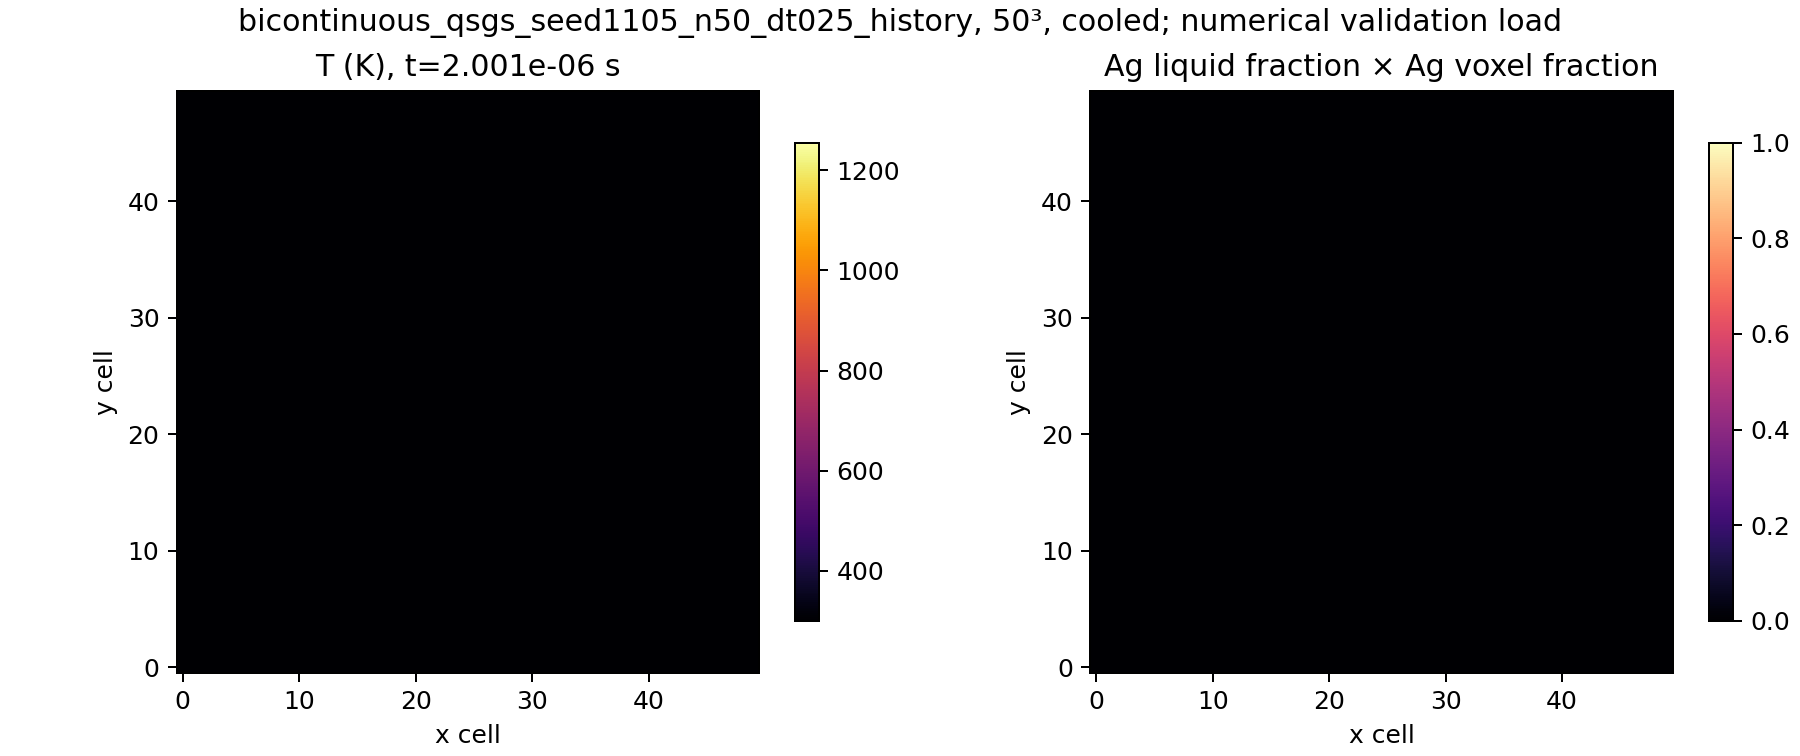 bicontinuous_qsgs_seed1105_n50_dt025_history, 50³, cooled; numerical validation load
T (K), t=2.001e-06 s
y cell
40
30
20
10
0
0 10 20 30 40
x cell
1200
1000
800
600
400
Ag liquid fraction × Ag voxel fraction
y cell
40
30
20
10
0
0 10 20 30 40
x cell
1.0
0.8
0.6
0.4
0.2
0.0